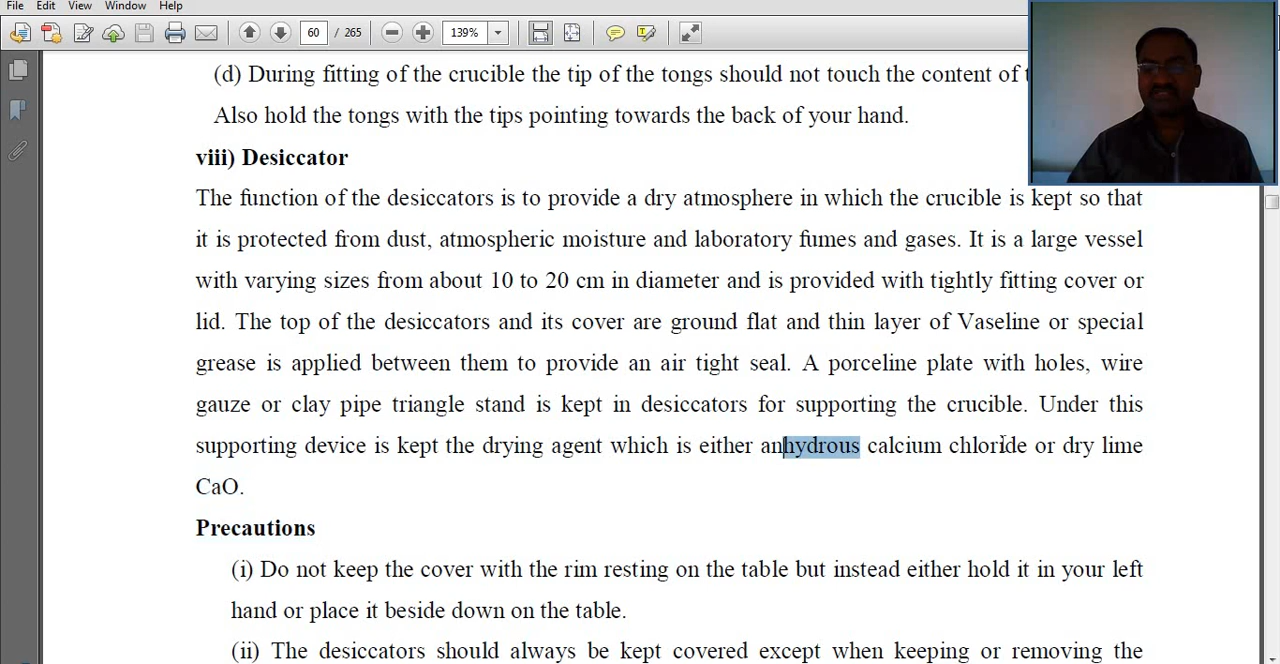 File Edit View Window Help
60 / 265 139%
(d) During fitting of the crucible the tip of the tongs should not touch the content of
Also hold the tongs with the tips pointing towards the back of your hand.
viii) Desiccator
The function of the desiccators is to provide a dry atmosphere in which the crucible is kept so that
it is protected from dust, atmospheric moisture and laboratory fumes and gases. It is a large vessel
with varying sizes from about 10 to 20 cm in diameter and is provided with tightly fitting cover or
lid. The top of the desiccators and its cover are ground flat and thin layer of Vaseline or special
grease is applied between them to provide an air tight seal. A porceline plate with holes, wire
gauze or clay pipe triangle stand is kept in desiccators for supporting the crucible. Under this
supporting device is kept the drying agent which is either anhydrous calcium chloride or dry lime
CaO.
Precautions
(i) Do not keep the cover with the rim resting on the table but instead either hold it in your left
hand or place it beside down on the table.
(ii) The desiccators should always be kept covered except when keeping or removing the